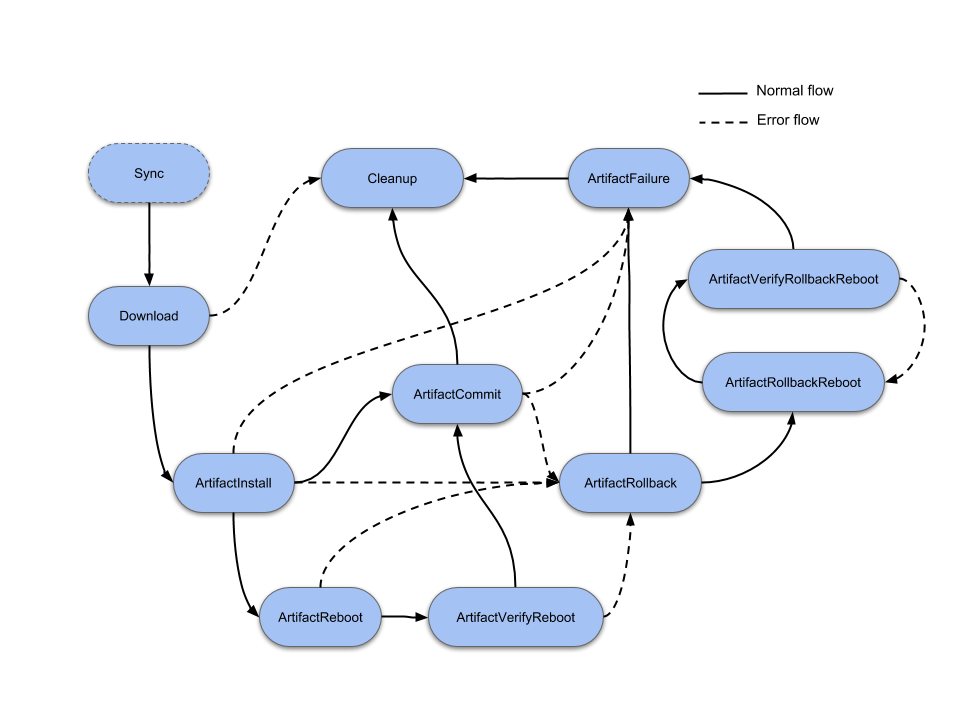 Normal flow
Error flow
Sync
Cleanup
ArtifactFailure
ArtifactVerifyRollbackReboot
Download
ArtifactRollbackReboot
ArtifactCommit
ArtifactInstall
ArtifactRollback
ArtifactReboot
ArtifactVerifyReboot